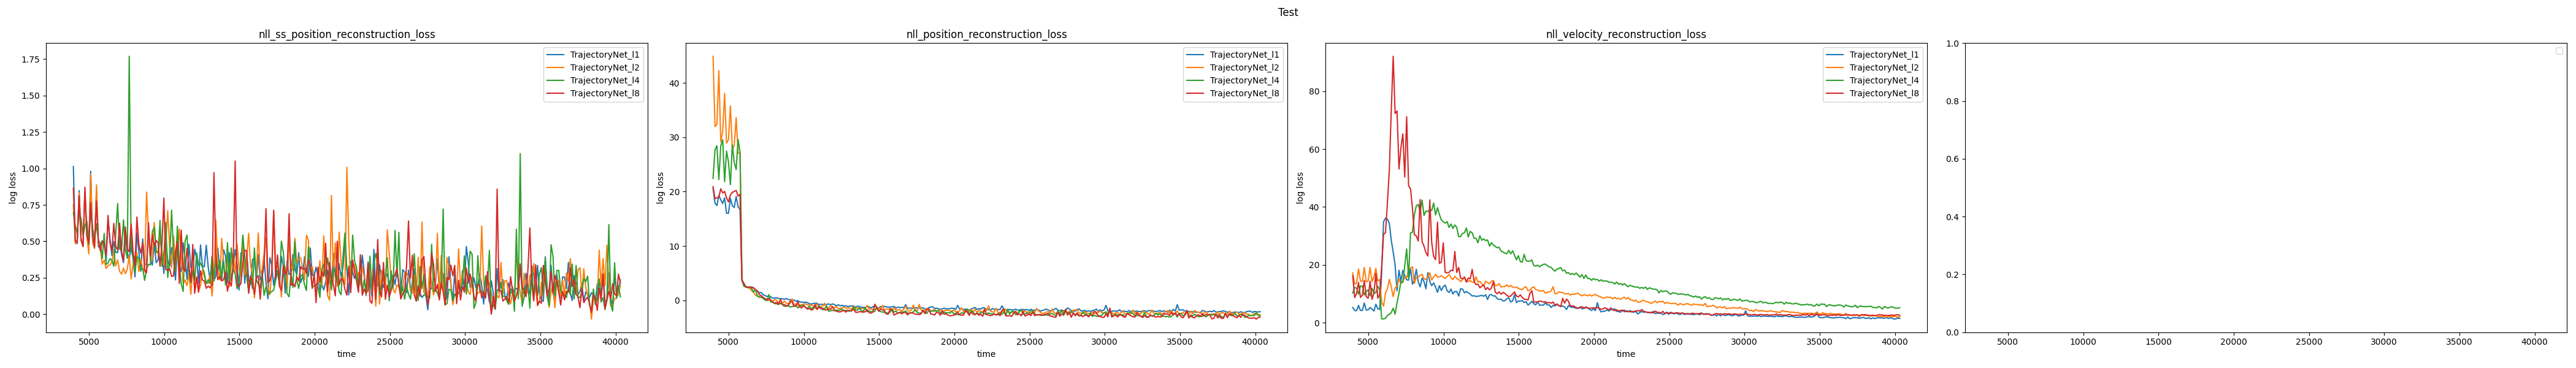 Test
nll_ss_position_reconstruction_loss
log loss
1.75
1.50
1.25
1.00
0.75
0.50
0.25
0.00
TrajectoryNet_l1
TrajectoryNet_l2
TrajectoryNet_l4
TrajectoryNet_l8
5000 10000 15000 20000 25000 30000 35000 40000
time
nll_position_reconstruction_loss
log loss
40
30
20
10
0
TrajectoryNet_l1
TrajectoryNet_l2
TrajectoryNet_l4
TrajectoryNet_l8
5000 10000 15000 20000 25000 30000 35000 40000
time
nll_velocity_reconstruction_loss
log loss
80
60
40
20
0
TrajectoryNet_l1
TrajectoryNet_l2
TrajectoryNet_l4
TrajectoryNet_l8
5000 10000 15000 20000 25000 30000 35000 40000
time
1.0
0.8
0.6
0.4
0.2
0.0
5000 10000 15000 20000 25000 30000 35000 40000